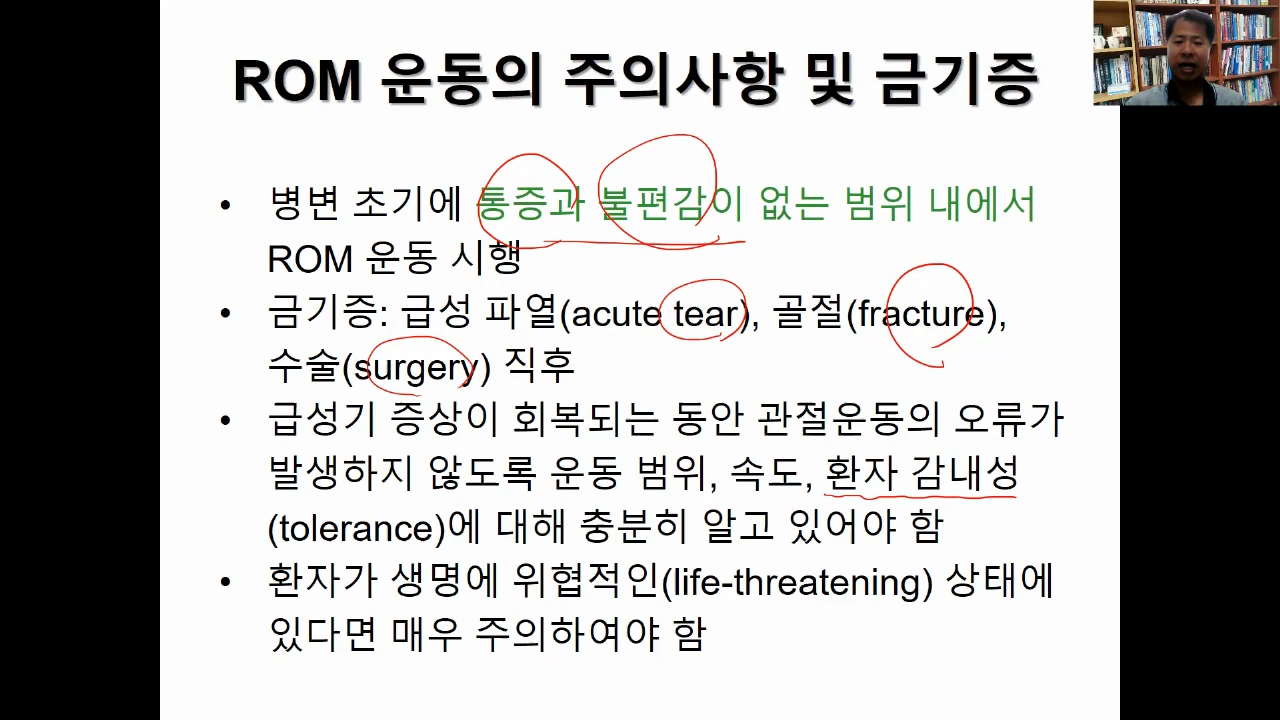 ROM 운동의 주의사항 및 금기증
• 병변 초기에 통증과 불편감이 없는 범위 내에서
ROM 운동 시행
• 금기증: 급성 파열(acute tear), 골절(fracture),
수술(surgery) 직후
• 급성기 증상이 회복되는 동안 관절운동의 오류가
발생하지 않도록 운동 범위, 속도, 환자 감내성
(tolerance)에 대해 충분히 알고 있어야 함
• 환자가 생명에 위협적인(life-threatening) 상태에
있다면 매우 주의하여야 함